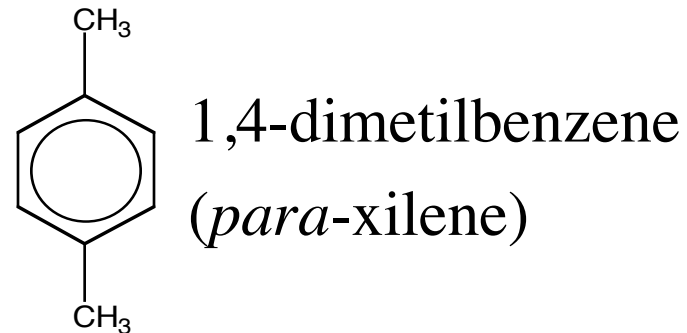 CH₃
1,4-dimetilbenzene
(para-xilene)
CH₃